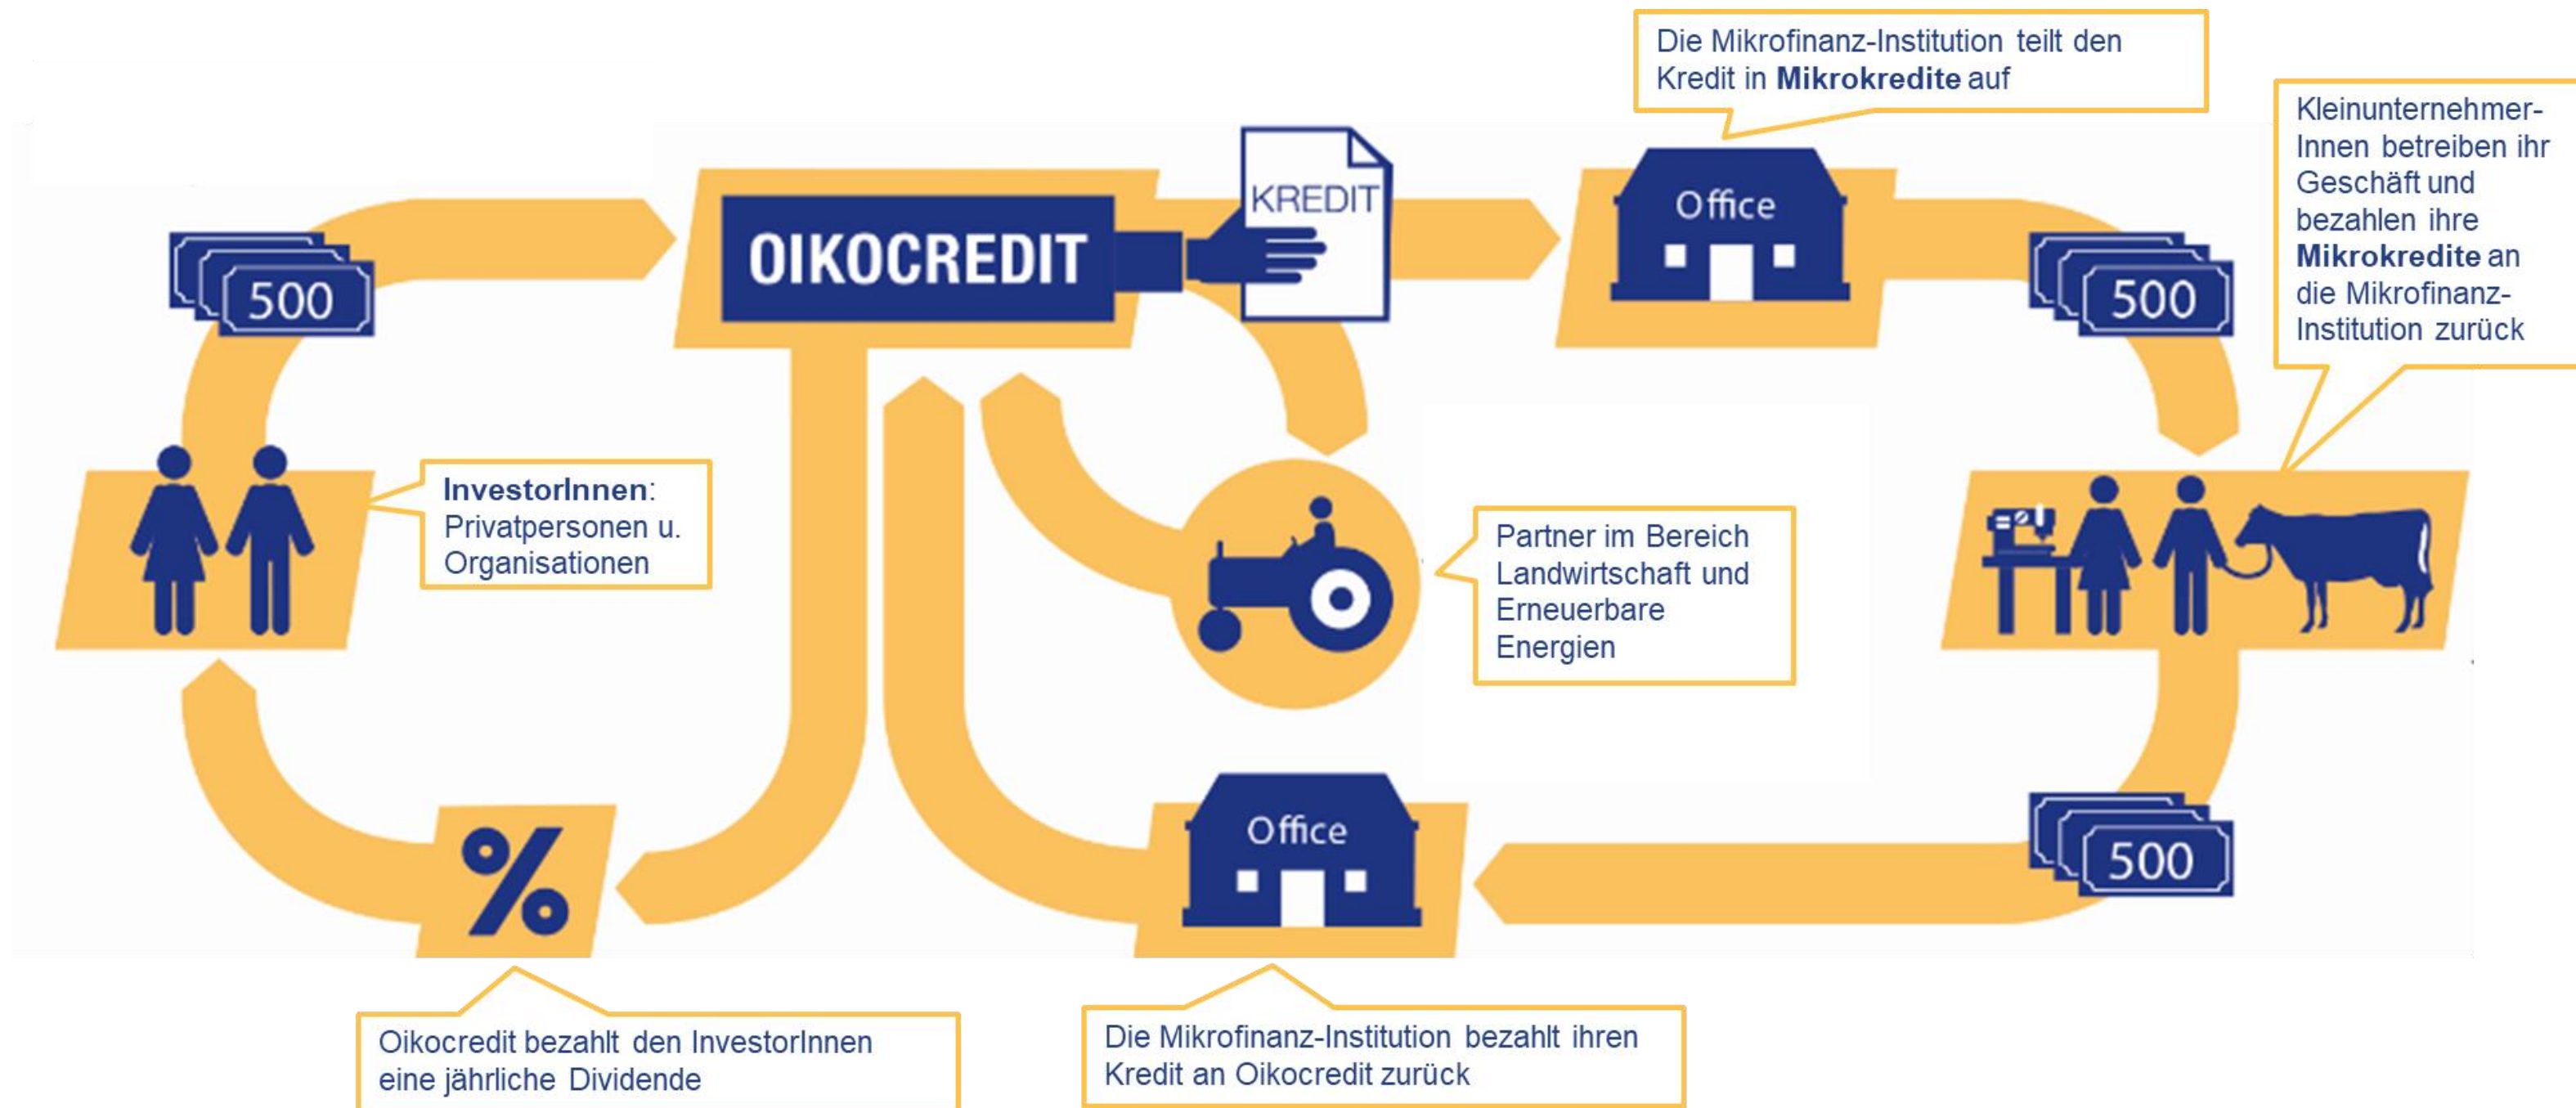 Die Mikrofinanz-Institution teilt den
Kredit in Mikrokredite auf
Kleinunternehmer-
Innen betreiben ihr
Geschäft und
bezahlen ihre
Mikrokredite an
die Mikrofinanz-
Institution zurück
KREDIT
OIKOCREDIT
Office
500
500
InvestorInnen:
Privatpersonen u.
Organisationen
Partner im Bereich
Landwirtschaft und
Erneuerbare
Energien
%
Office
500
Oikocredit bezahlt den InvestorInnen
eine jährliche Dividende
Die Mikrofinanz-Institution bezahlt ihren
Kredit an Oikocredit zurück